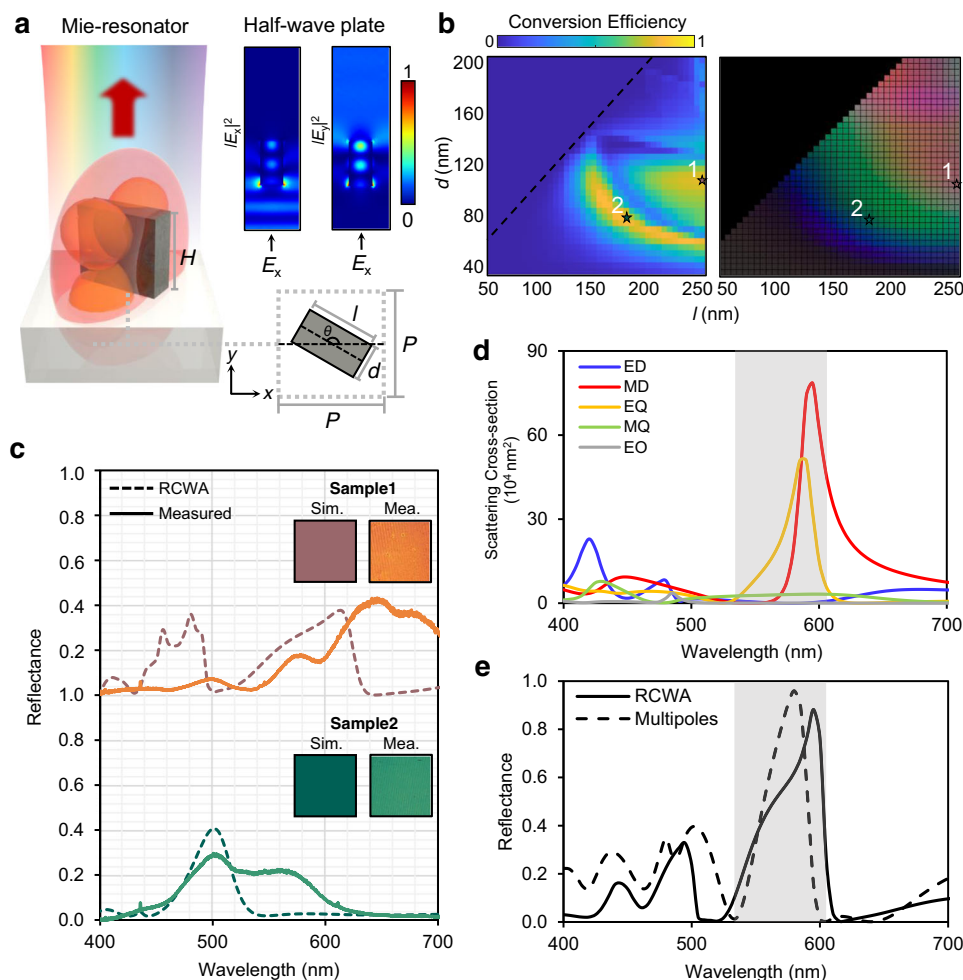 a
Mie-resonator
Half-wave plate
|Ex|²
|Ey|²
1
0
Ex
Ex
H
y
x
l
θ
d
P
P
b
Conversion Efficiency
0
1
d (nm)
200
160
120
80
40
1
2
50
100
150
200
250
1
2
50
100
150
200
250
l (nm)
c
RCWA
Measured
Sample1
Sim.
Mea.
Sample2
Sim.
Mea.
Reflectance
1.0
0.8
0.6
0.4
0.2
1.0
0.8
0.6
0.4
0.2
0.0
400
500
600
700
Wavelength (nm)
d
ED
MD
EQ
MQ
EO
Scattering Cross-section
(10⁴ nm²)
90
60
30
0
400
500
600
700
Wavelength (nm)
e
RCWA
Multipoles
Reflectance
1.0
0.8
0.6
0.4
0.2
0.0
400
500
600
700
Wavelength (nm)